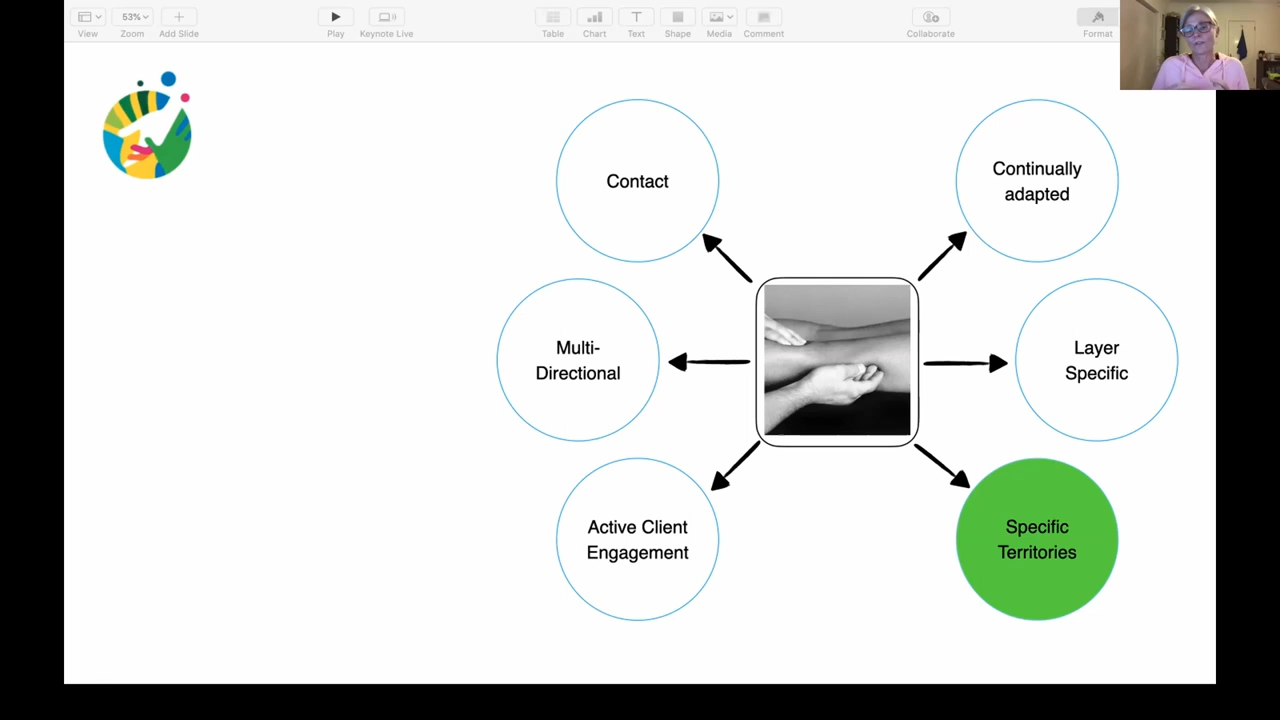 53%
View
Zoom
Add Slide
Play
Keynote Live
Table
Chart
Text
Shape
Media
Comment
Collaborate
Format
Contact
Continually
adapted
Multi-
Directional
Layer
Specific
Active Client
Engagement
Specific
Territories